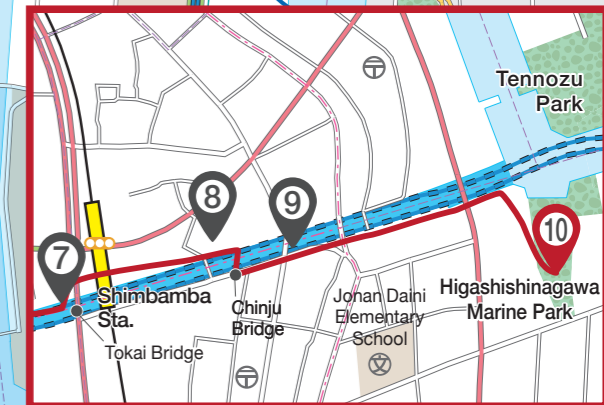 Tennozu
Park
8
9
7
10
Shimbamba
Sta.
Chinju
Bridge
Tokai Bridge
Jonan Daini
Elementary
School
文
Higashishinagawa
Marine Park
〒
〒